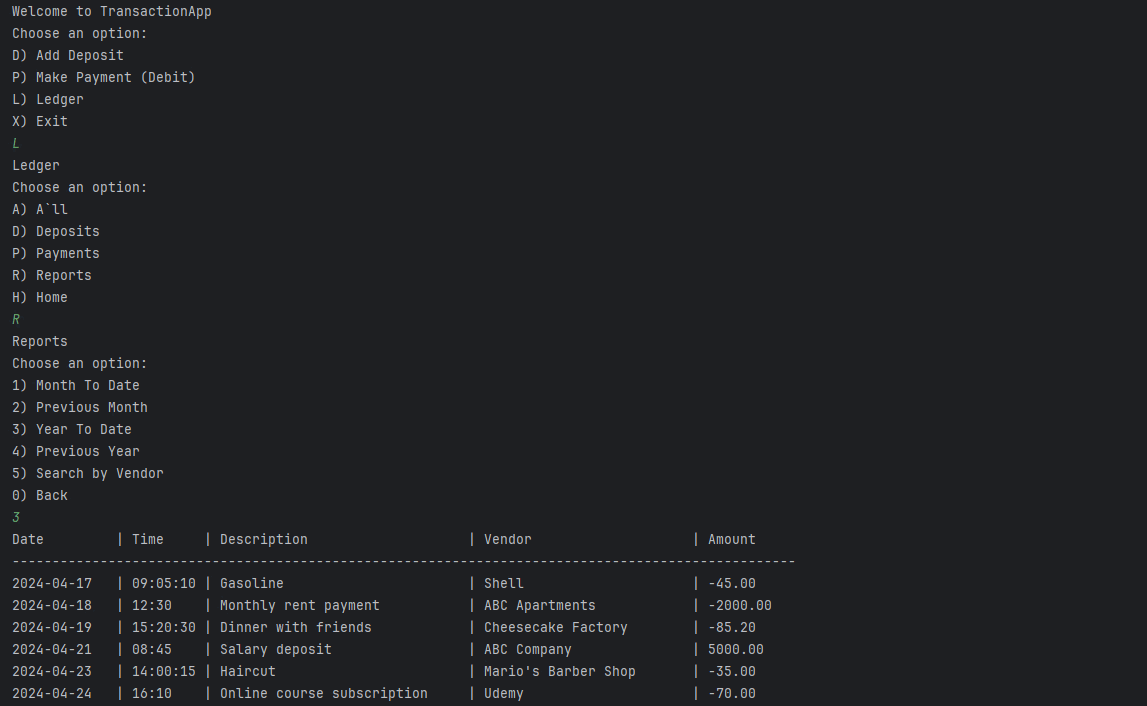 Welcome to TransactionApp
Choose an option:
D) Add Deposit
P) Make Payment (Debit)
L) Ledger
X) Exit
L
Ledger
Choose an option:
A) A`ll
D) Deposits
P) Payments
R) Reports
H) Home
R
Reports
Choose an option:
1) Month To Date
2) Previous Month
3) Year To Date
4) Previous Year
5) Search by Vendor
0) Back
3
Date         | Time     | Description                    | Vendor                    | Amount
--------------------------------------------------------------------------------------------------
2024-04-17   | 09:05:10 | Gasoline                       | Shell                     | -45.00
2024-04-18   | 12:30    | Monthly rent payment           | ABC Apartments            | -2000.00
2024-04-19   | 15:20:30 | Dinner with friends            | Cheesecake Factory        | -85.20
2024-04-21   | 08:45    | Salary deposit                 | ABC Company               | 5000.00
2024-04-23   | 14:00:15 | Haircut                        | Mario's Barber Shop       | -35.00
2024-04-24   | 16:10    | Online course subscription     | Udemy                     | -70.00